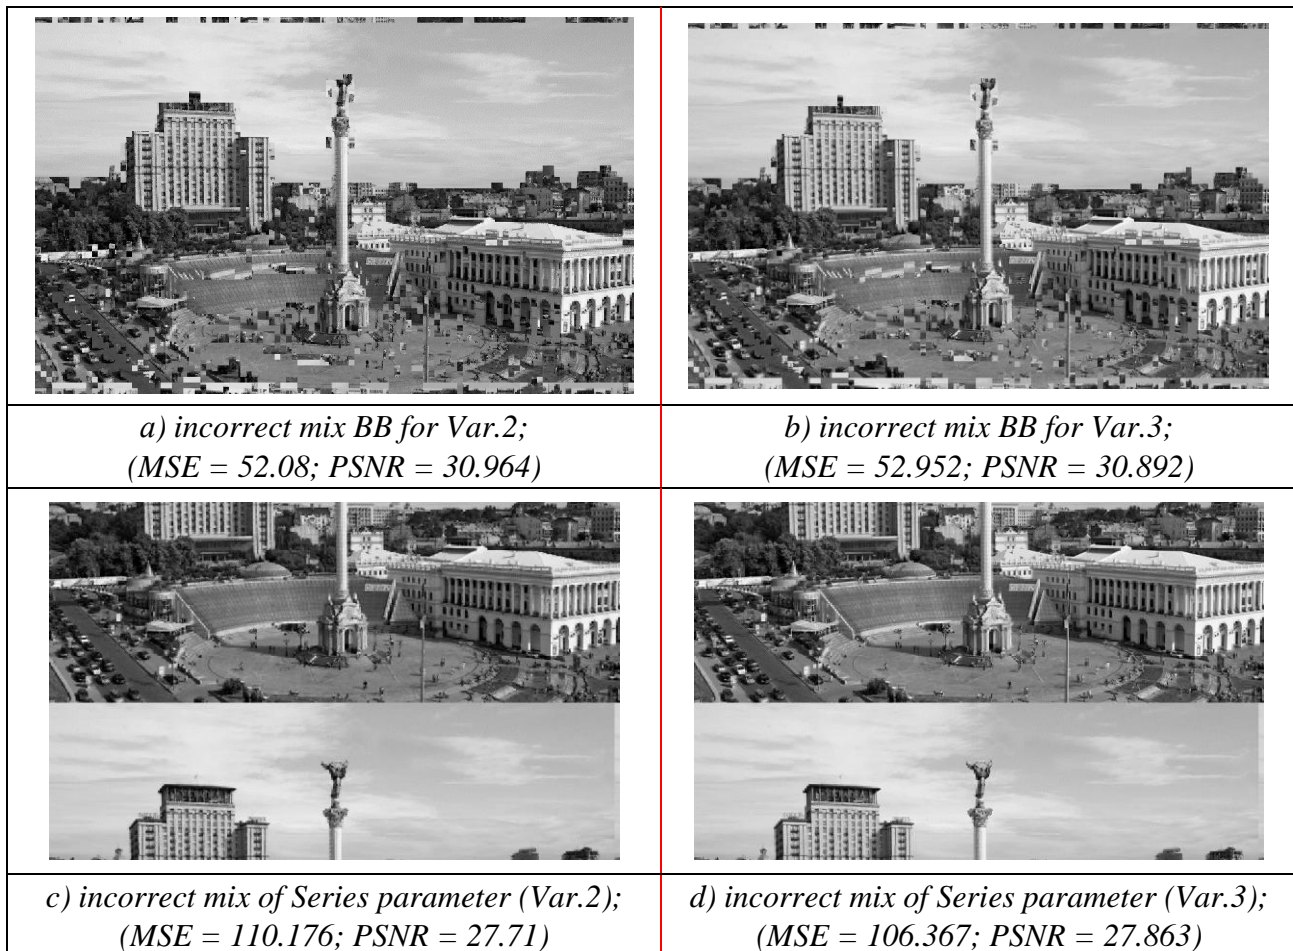 a) incorrect mix BB for Var.2;
(MSE = 52.08; PSNR = 30.964)
b) incorrect mix BB for Var.3;
(MSE = 52.952; PSNR = 30.892)
c) incorrect mix of Series parameter (Var.2);
(MSE = 110.176; PSNR = 27.71)
d) incorrect mix of Series parameter (Var.3);
(MSE = 106.367; PSNR = 27.863)